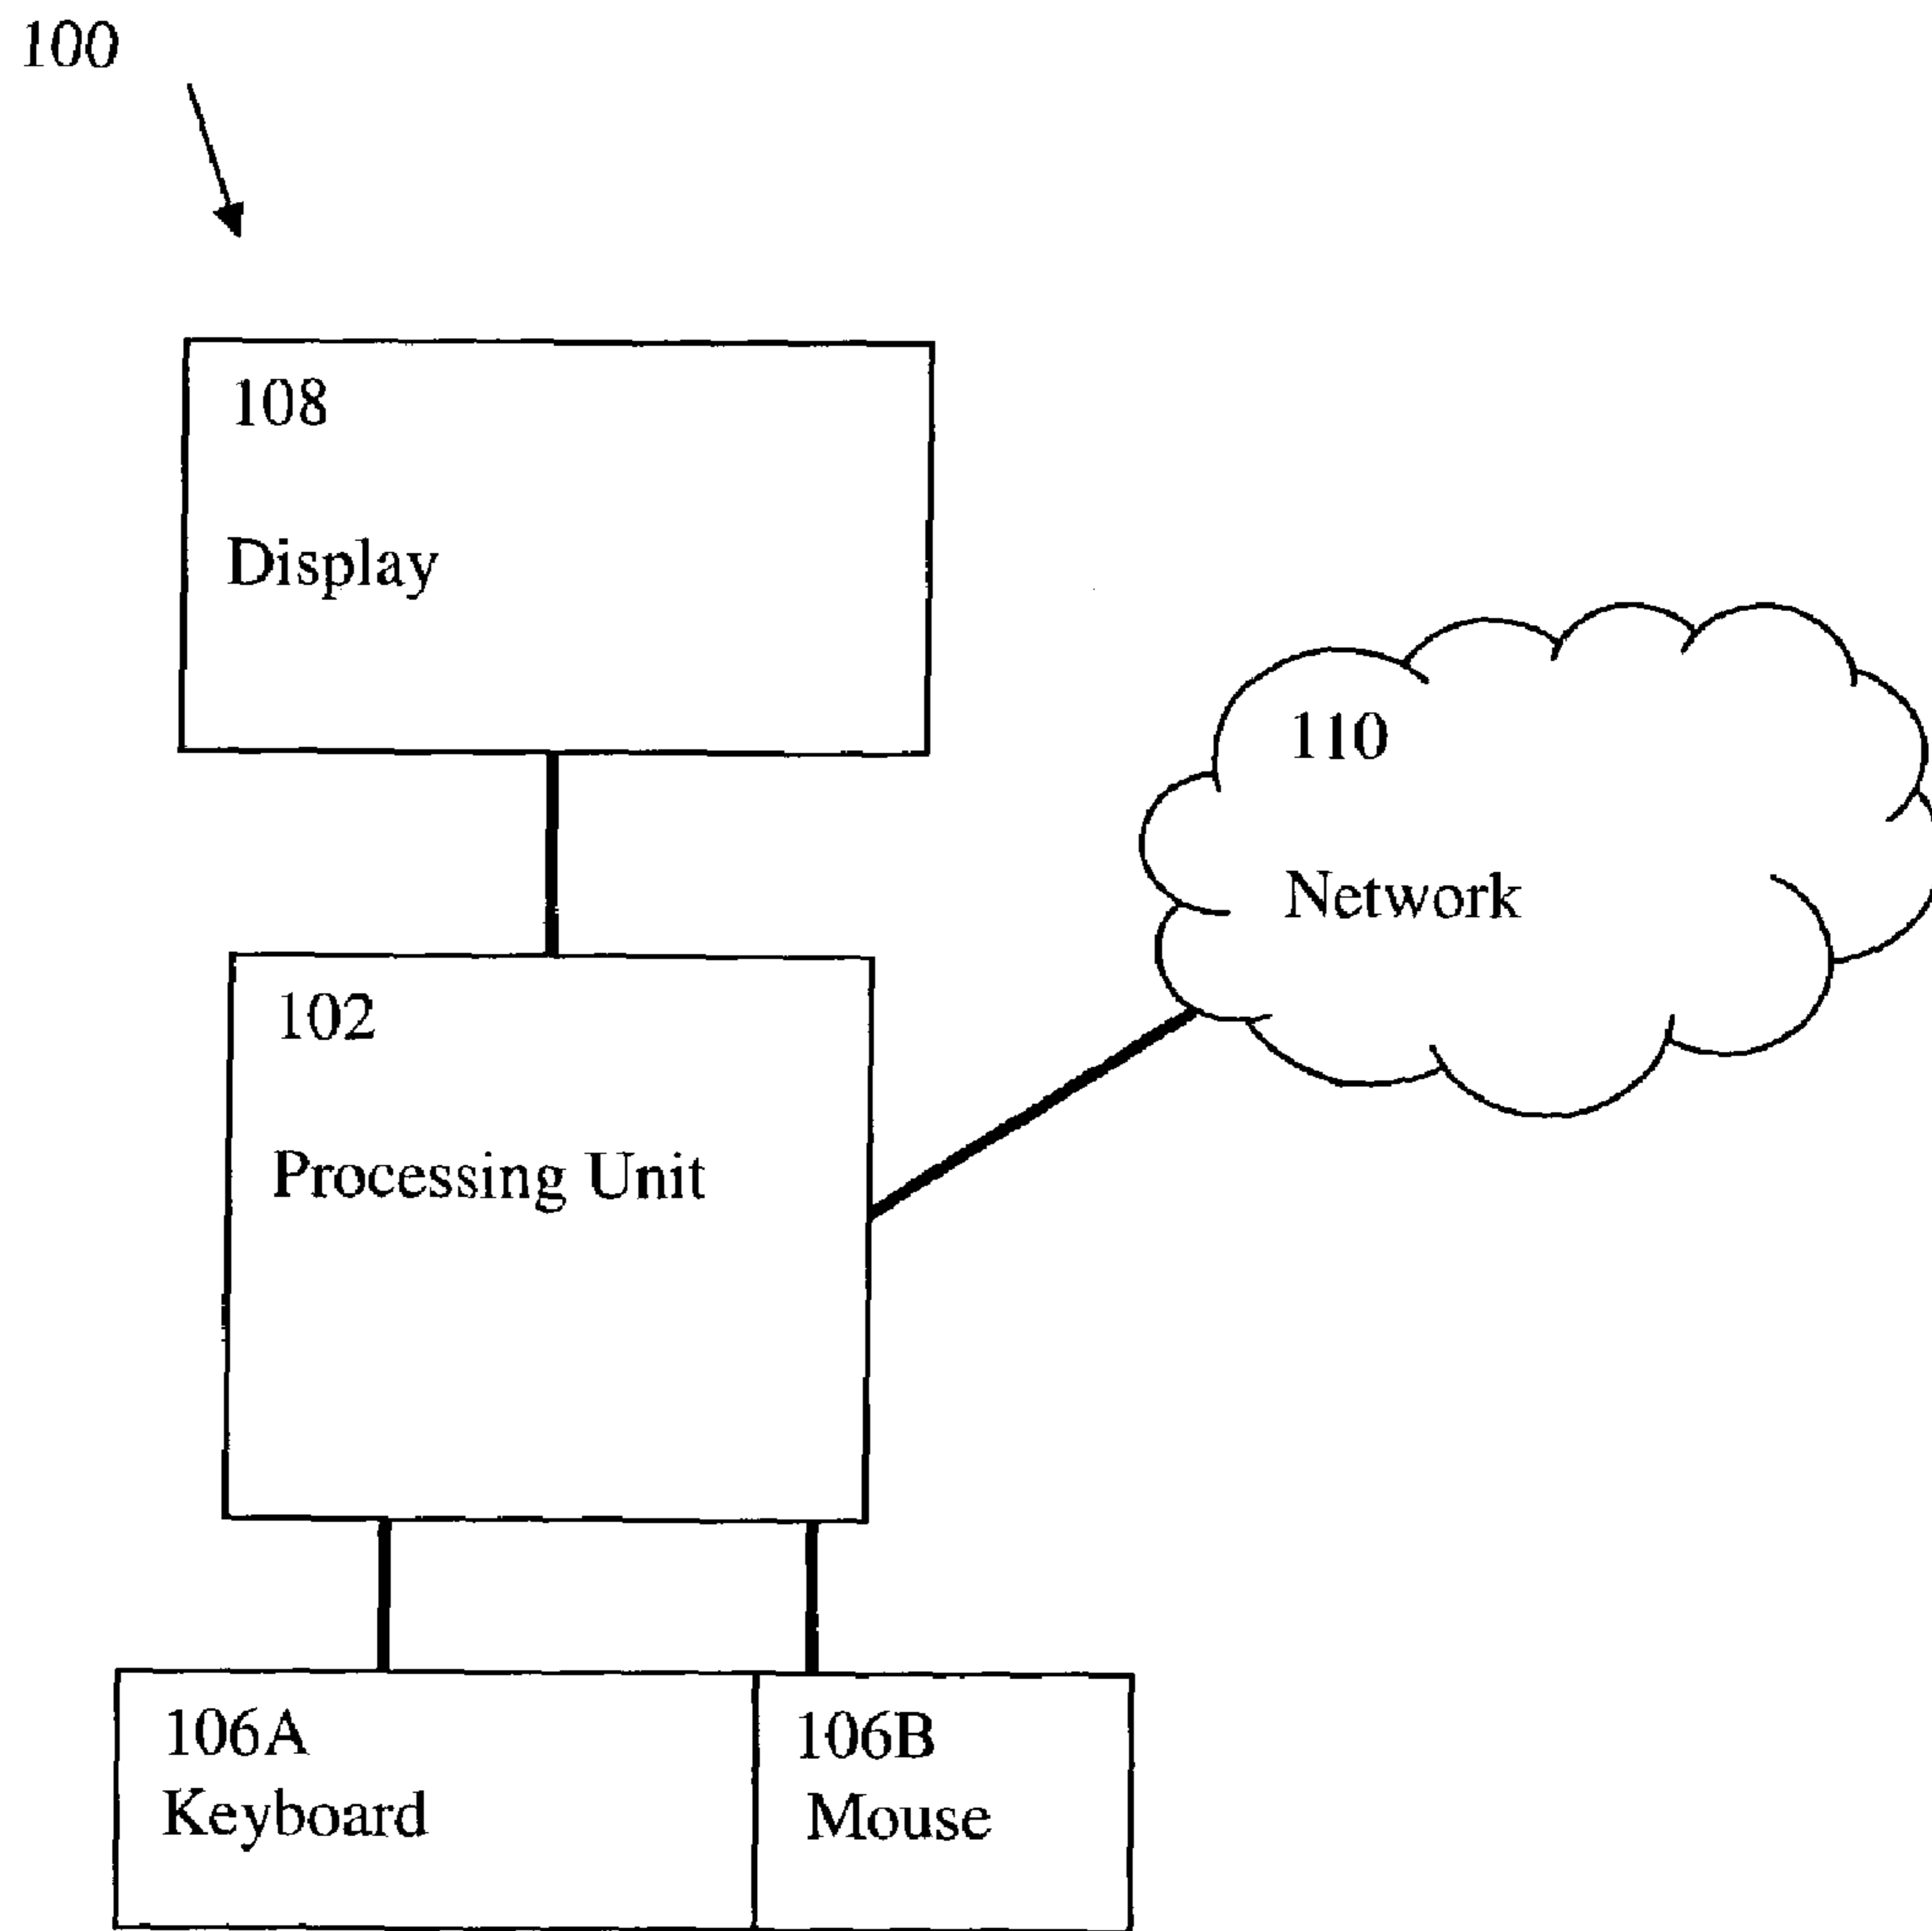 100
108
Display
110
Network
102
Processing Unit
106A
Keyboard
106B
Mouse